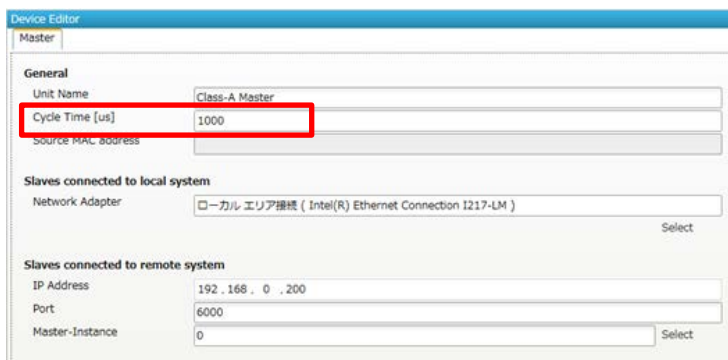 Device Editor
Master
General
Unit Name Class-A Master
Cycle Time [us] 1000
Source MAC address
Slaves connected to local system
Network Adapter ローカル エリア接続 ( Intel(R) Ethernet Connection I217-LM )
Select
Slaves connected to remote system
IP Address 192 . 168 . 0 . 200
Port 6000
Master-Instance 0 Select